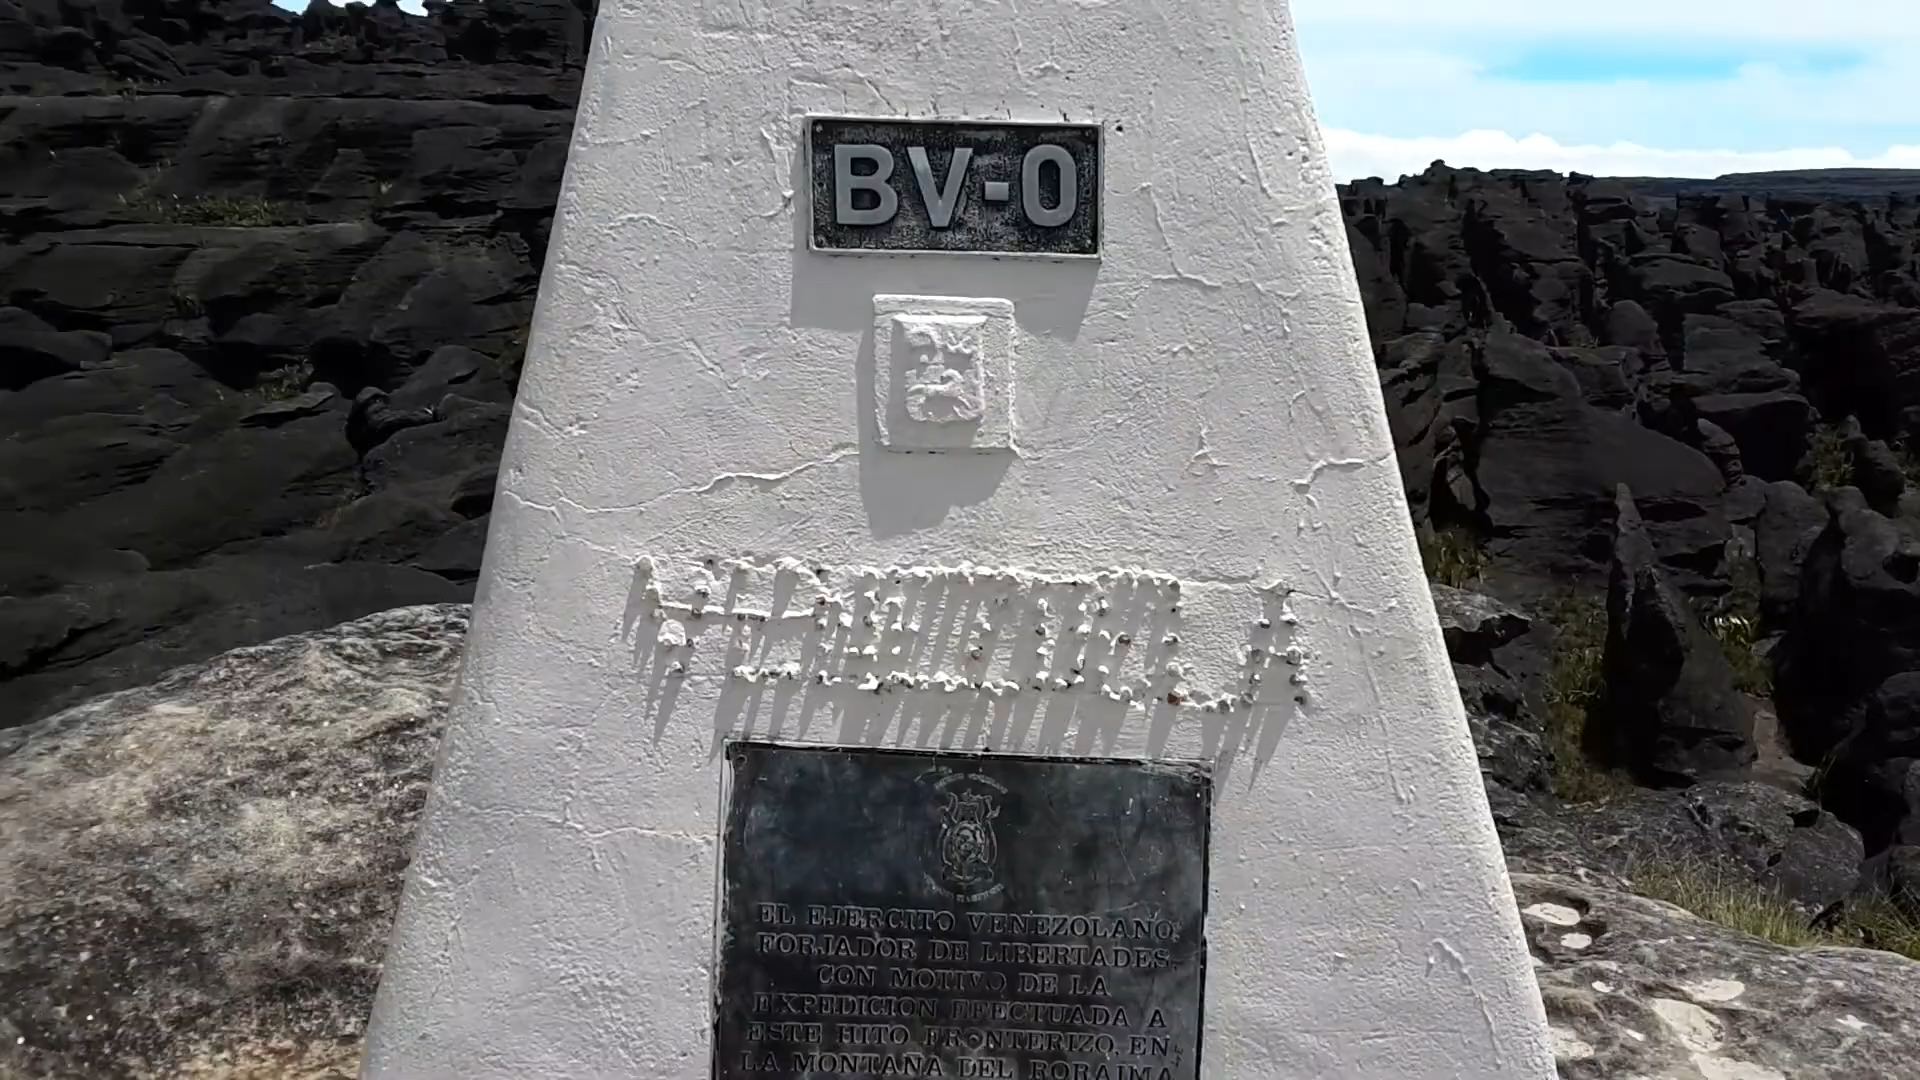 BV-0
EL EJERCITO VENEZOLANO,
FORJADOR DE LIBERTADES,
CON MOTIVO DE LA
EXPEDICION EFECTUADA A
ESTE HITO FRONTERIZO, EN
LA MONTAÑA DEL RORAIMA